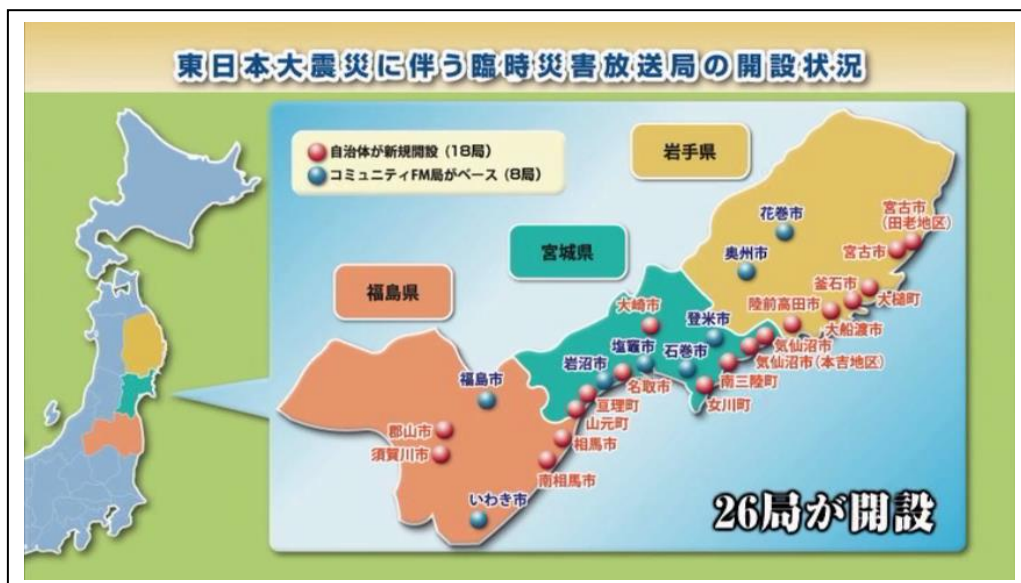 東日本大震災に伴う臨時災害放送局の開設状況
自治体が新規開設（18局）
コミュニティFM局がベース（8局）
岩手県
宮城県
福島県
花巻市
奥州市
宮古市
（田老地区）
宮古市
釜石市
大槌町
陸前高田市
大船渡市
気仙沼市
気仙沼市（本吉地区）
南三陸町
女川町
大崎市
登米市
石巻市
塩竈市
岩沼市
名取市
亘理町
山元町
福島市
郡山市
須賀川市
相馬市
南相馬市
いわき市
26局が開設